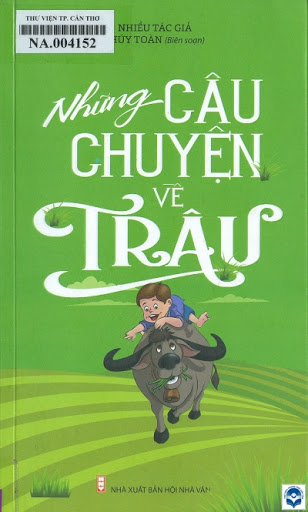 THƯ VIỆN TP. CẦN THƠ
NA.004152
NHIỀU TÁC GIẢ
HÚY TOÀN (Biên soạn)
Những CÂU
CHUYỆN
VỀ
TRÂU
NHÀ XUẤT BẢN HỘI NHÀ VĂN